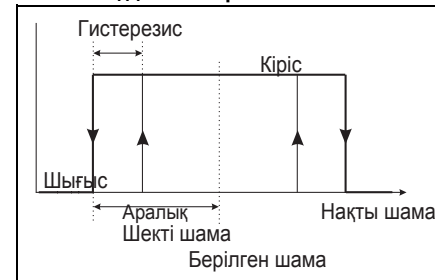 Гистерезис
Кіріс
Шығыс
Аралық
Шекті шама
Нақты шама
Берілген шама